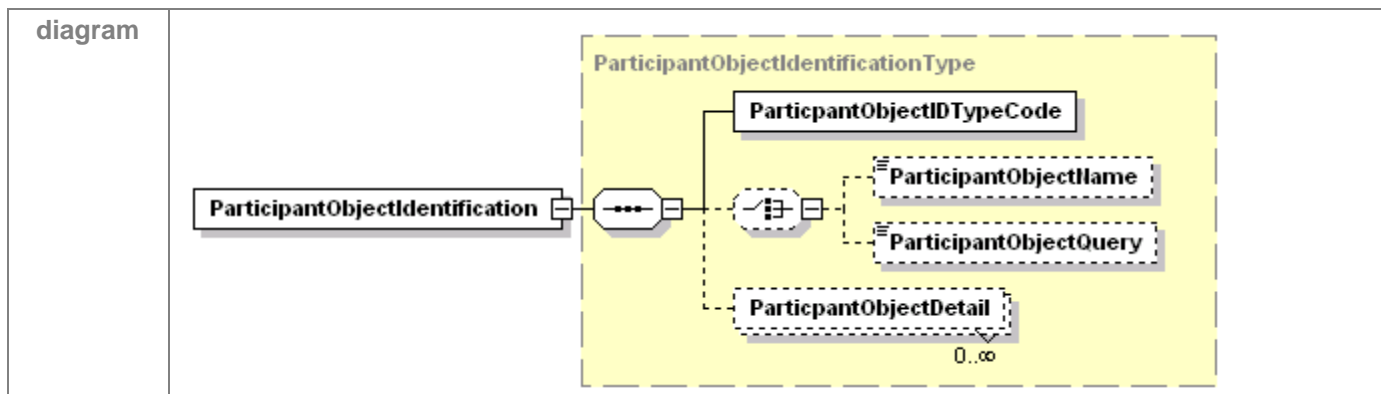 diagram
ParticipantObjectIdentificationType
ParticpantObjectIDTypeCode
ParticipantObjectName
ParticipantObjectIdentification
ParticipantObjectQuery
ParticpantObjectDetail
0..∞